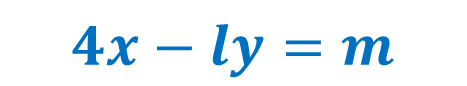 4x − ly = m